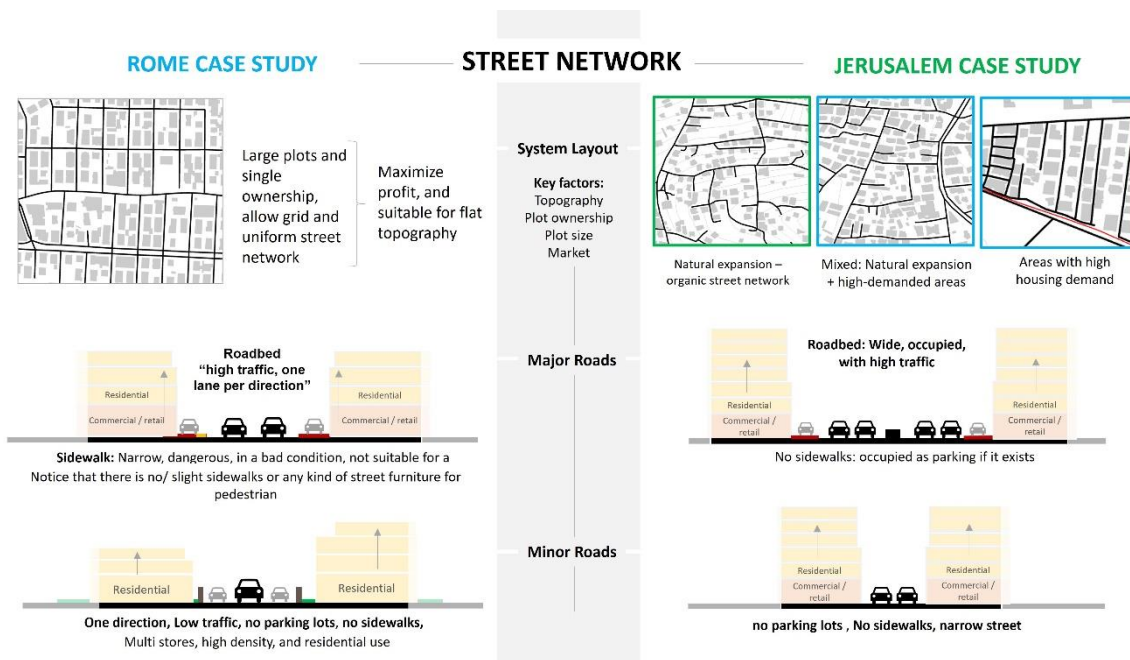 STREET NETWORK
ROME CASE STUDY
Large plots and
single
ownership,
allow grid and
uniform street
network
Maximize
profit, and
suitable for flat
topography
Roadbed
“high traffic, one
lane per direction”
Residential
Commercial / retail
Residential
Commercial / retail
Sidewalk: Narrow, dangerous, in a bad condition, not suitable for a
Notice that there is no/ slight sidewalks or any kind of street furniture for
pedestrian
Residential
Residential
One direction, Low traffic, no parking lots, no sidewalks,
Multi stores, high density, and residential use
System Layout
Key factors:
Topography
Plot ownership
Plot size
Market
Major Roads
Minor Roads
JERUSALEM CASE STUDY
Natural expansion –
organic street network
Mixed: Natural expansion
+ high-demanded areas
Areas with high
housing demand
Roadbed: Wide, occupied,
with high traffic
Residential
Commercial /
retail
Residential
Commercial /
retail
No sidewalks: occupied as parking if it exists
Residential
Commercial /
retail
Residential
Commercial /
retail
no parking lots , No sidewalks, narrow street